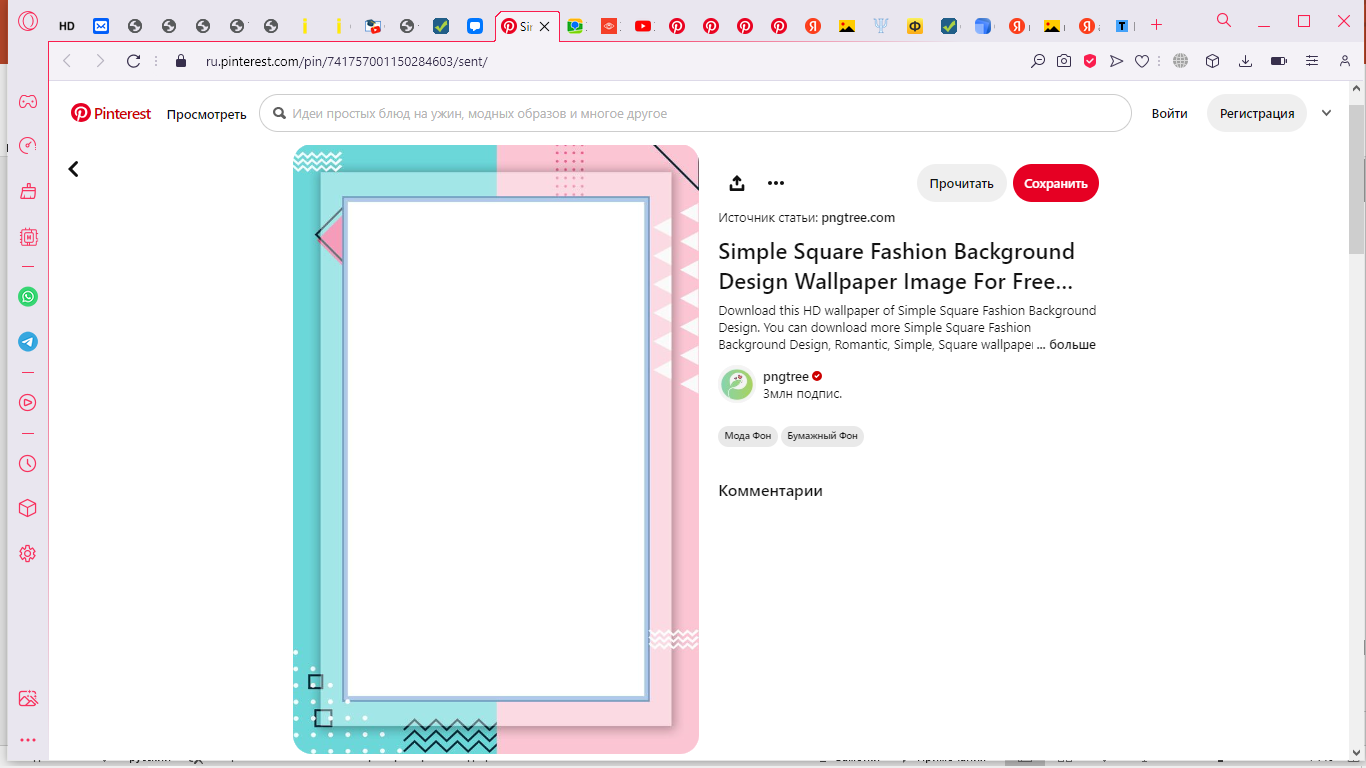 HD
Sir
ru.pinterest.com/pin/741757001150284603/sent/
Pinterest
Просмотреть
Идеи простых блюд на ужин, модных образов и многое другое
Войти
Регистрация
Прочитать
Сохранить
Источник статьи: pngtree.com
Simple Square Fashion Background
Design Wallpaper Image For Free...
Download this HD wallpaper of Simple Square Fashion Background
Design. You can download more Simple Square Fashion
Background Design, Romantic, Simple, Square wallpaper ... больше
pngtree
3млн подпис.
Мода Фон
Бумажный Фон
Комментарии